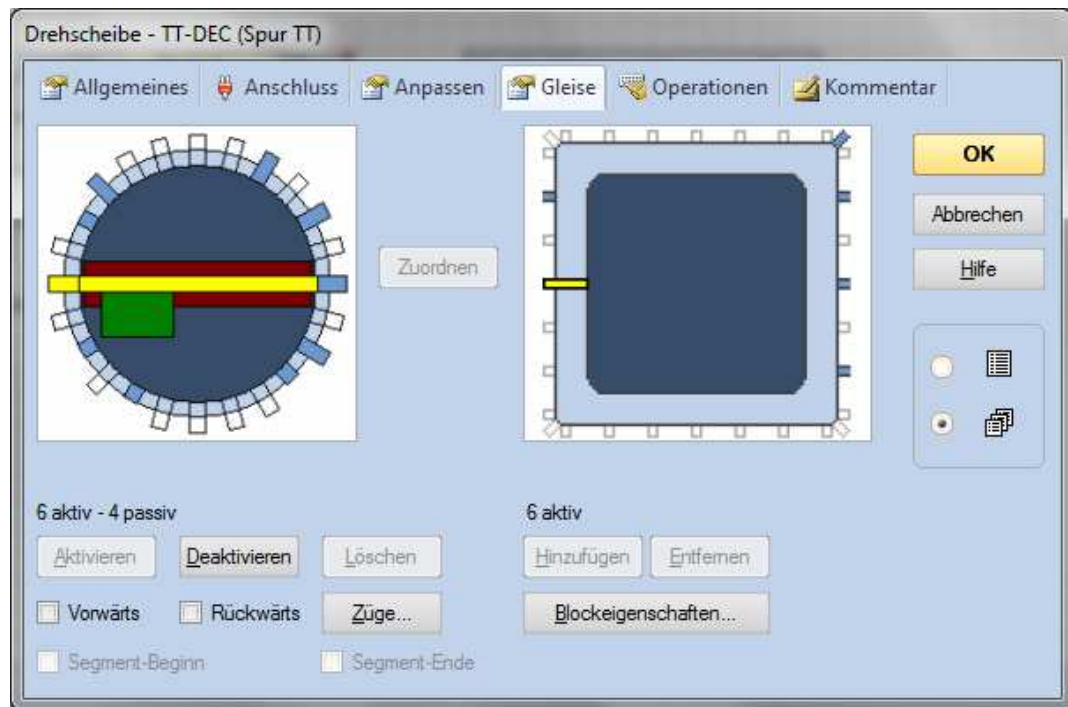 Drehscheibe - TT-DEC (Spur TT)
Allgemeines Anschluss Anpassen Gleise Operationen Kommentar
OK
Zuordnen
Abbrechen
Hilfe
6 aktiv - 4 passiv
6 aktiv
Aktivieren Deaktivieren Löschen Hinzufügen Entfernen
Vorwärts Rückwärts Züge... Blockeigenschaften...
Segment-Beginn Segment-Ende